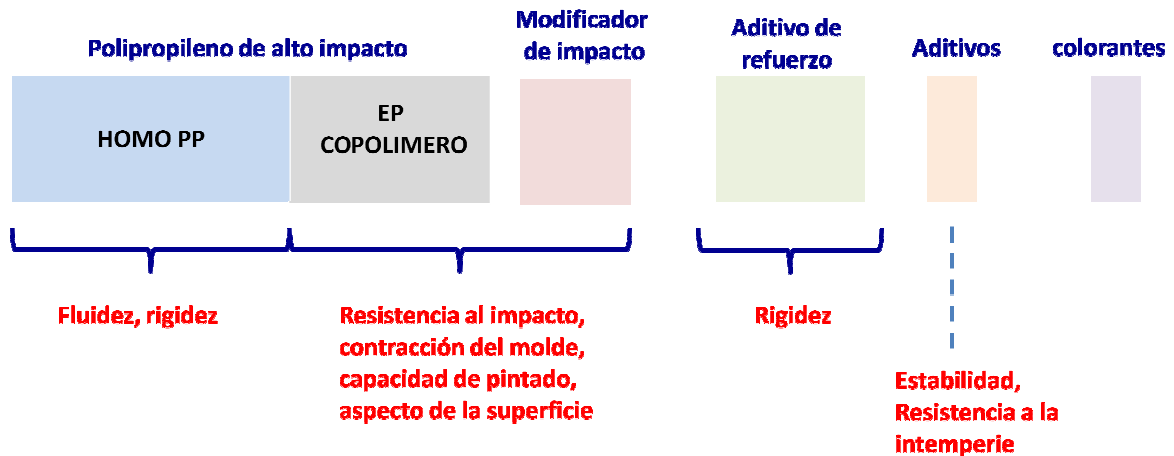 Polipropileno de alto impacto
Modificador
de impacto
Aditivo de
refuerzo
Aditivos
colorantes
HOMO PP
EP
COPOLIMERO
Fluidez, rigidez
Resistencia al impacto,
contracción del molde,
capacidad de pintado,
aspecto de la superficie
Rigidez
Estabilidad,
Resistencia a la
intemperie